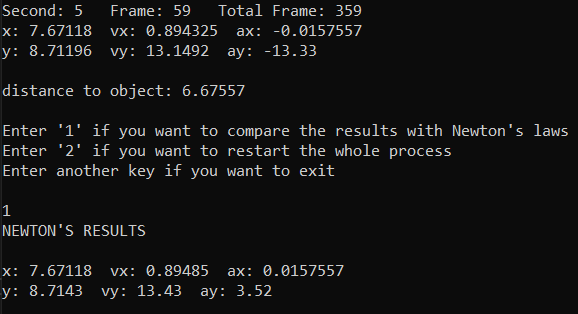 Second: 5   Frame: 59   Total Frame: 359
x: 7.67118  vx: 0.894325  ax: -0.0157557
y: 8.71196  vy: 13.1492  ay: -13.33
distance to object: 6.67557
Enter '1' if you want to compare the results with Newton's laws
Enter '2' if you want to restart the whole process
Enter another key if you want to exit
1
NEWTON'S RESULTS
x: 7.67118  vx: 0.89485  ax: 0.0157557
y: 8.7143  vy: 13.43  ay: 3.52